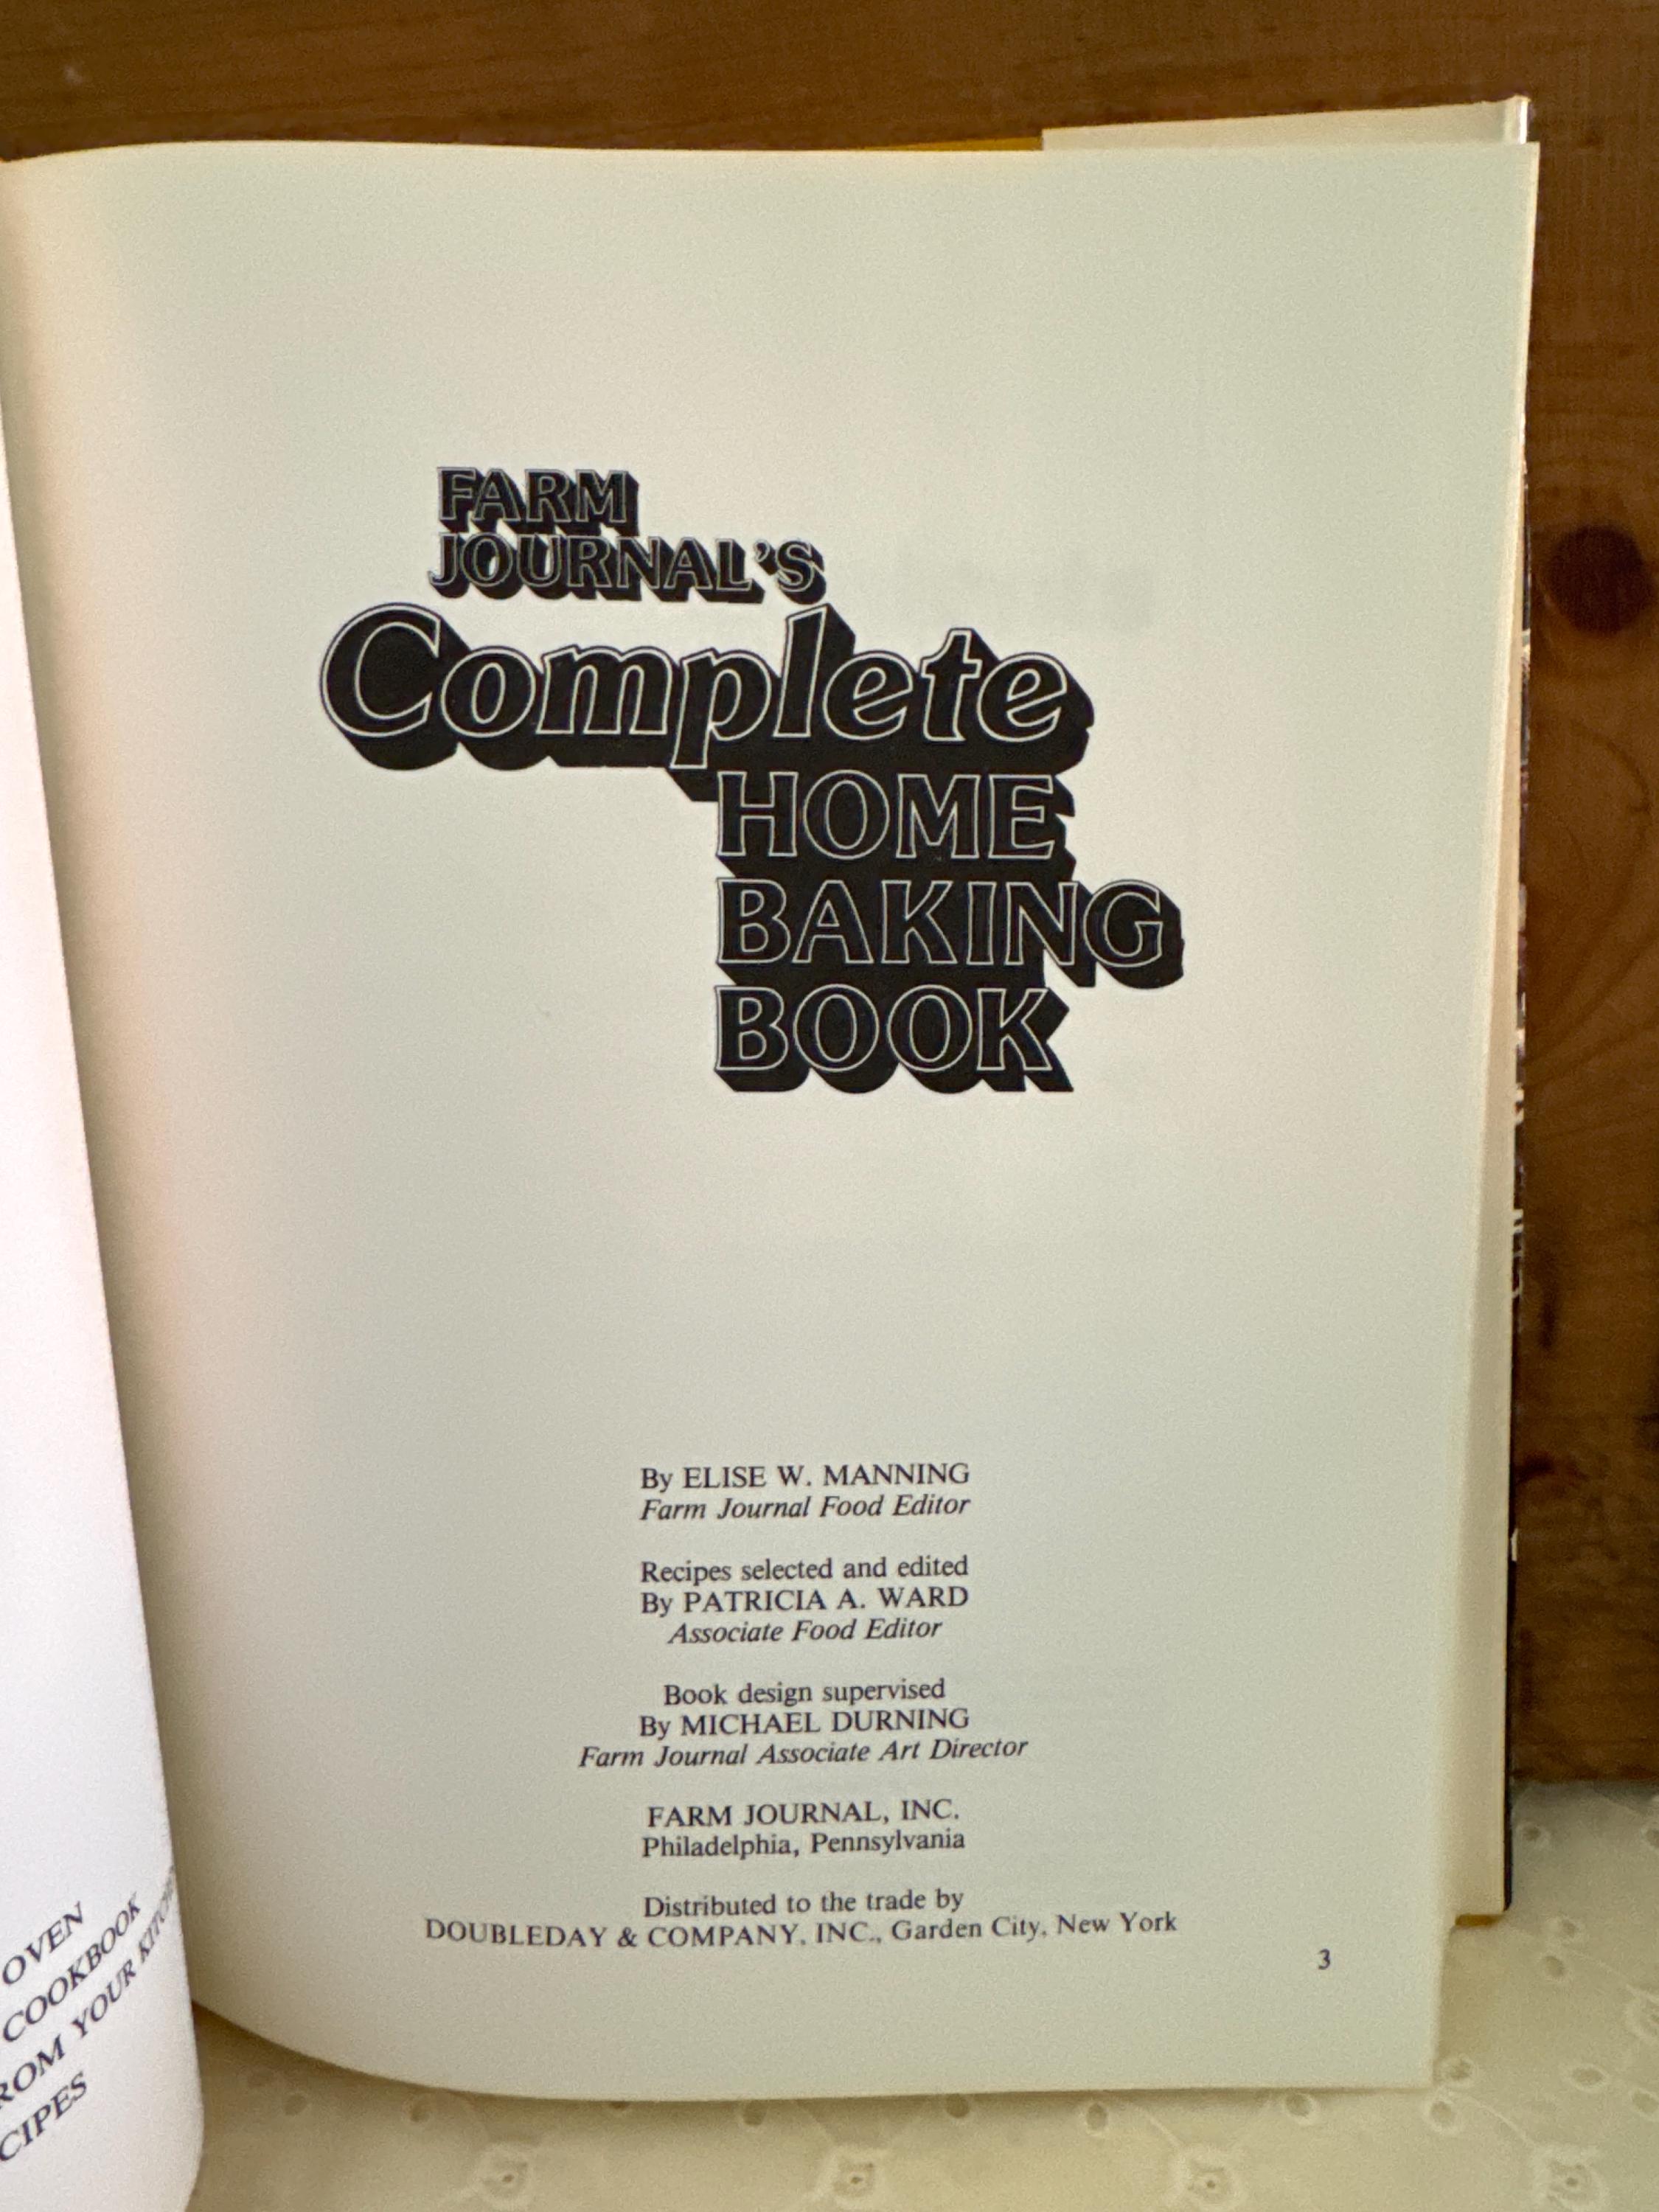 OVEN
COOKBOOK
ROM YOUR
CIPES
FARM
JOURNAL'S
Complete
HOME
BAKING
BOOK
By ELISE W. MANNING
Farm Journal Food Editor
Recipes selected and edited
By PATRICIA A. WARD
Associate Food Editor
Book design supervised
By MICHAEL DURNING
Farm Journal Associate Art Director
FARM JOURNAL, INC.
Philadelphia, Pennsylvania
Distributed to the trade by
DOUBLEDAY & COMPANY, INC., Garden City, New York
3